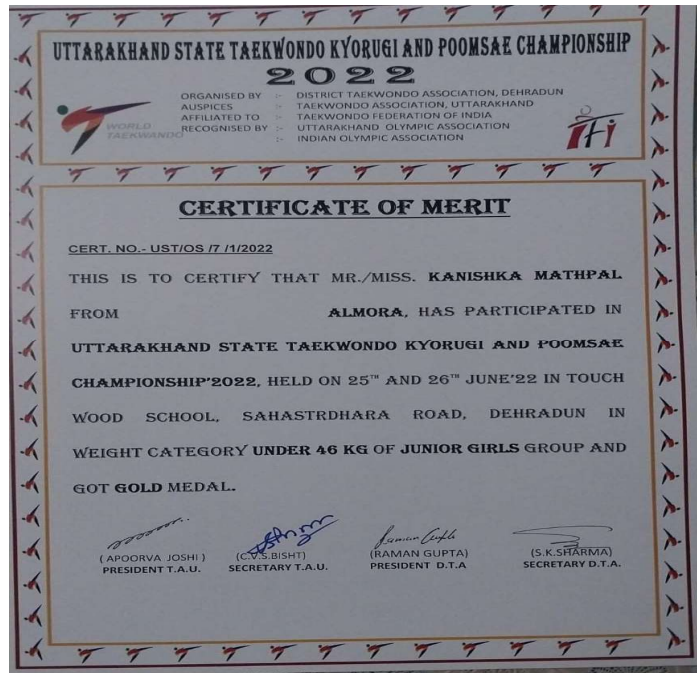 UTTARAKHAND STATE TAEKWONDO KYORUGI AND POOMSAE CHAMPIONSHIP
2022
ORGANISED BY :- DISTRICT TAEKWONDO ASSOCIATION, DEHRADUN
AUSPICES :- TAEKWONDO ASSOCIATION, UTTARAKHAND
AFFILIATED TO :- TAEKWONDO FEDERATION OF INDIA
RECOGNISED BY :- UTTARAKHAND OLYMPIC ASSOCIATION
:- INDIAN OLYMPIC ASSOCIATION
WORLD
TAEKWONDO
CERTIFICATE OF MERIT
CERT. NO.- UST/OS /7 /1/2022
THIS IS TO CERTIFY THAT MR./MISS. KANISHKA MATHPAL
FROM ALMORA, HAS PARTICIPATED IN
UTTARAKHAND STATE TAEKWONDO KYORUGI AND POOMSAE
CHAMPIONSHIP'2022, HELD ON 25TH AND 26TH JUNE'22 IN TOUCH
WOOD SCHOOL, SAHASTRDHARA ROAD, DEHRADUN IN
WEIGHT CATEGORY UNDER 46 KG OF JUNIOR GIRLS GROUP AND
GOT GOLD MEDAL.
Raman Gupta
( APOORVA JOSHI ) (C.V.S.BISHT) (RAMAN GUPTA) (S.K.SHARMA)
PRESIDENT T.A.U. SECRETARY T.A.U. PRESIDENT D.T.A SECRETARY D.T.A.